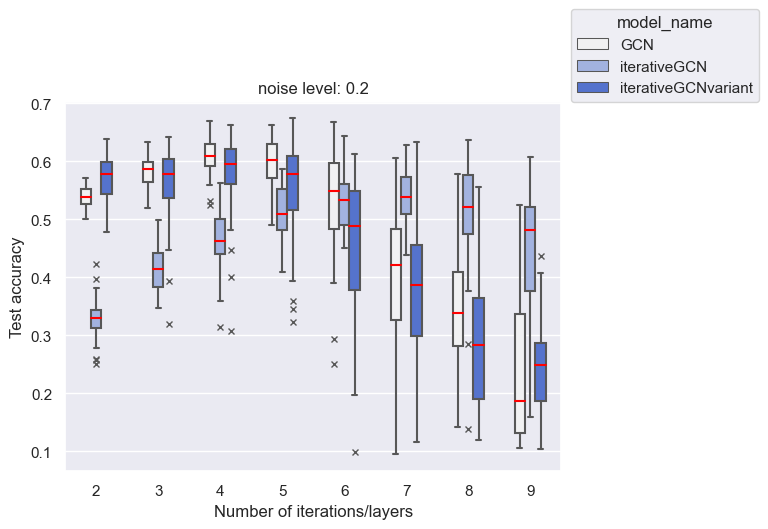 model_name
GCN
iterativeGCN
iterativeGCNvariant
noise level: 0.2
Test accuracy
0.7
0.6
0.5
0.4
0.3
0.2
0.1
2 3 4 5 6 7 8 9
Number of iterations/layers